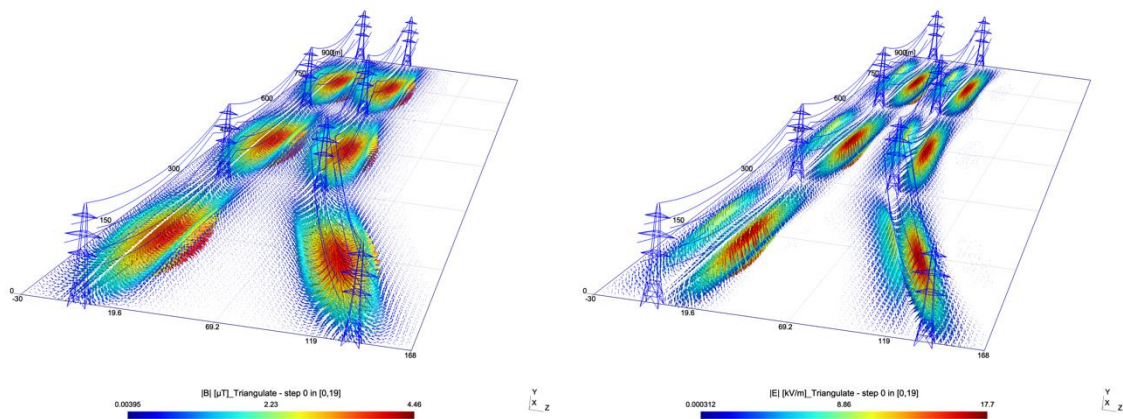 900[m]
750
600
300
150
0
-30
19.6
69.2
119
168
|B| [µT]_Triangulate - step 0 in [0,19]
0.00395 2.23 4.46
Y
X
Z
900[m]
750
600
300
150
0
-30
19.6
69.2
119
168
|E| [kV/m]_Triangulate - step 0 in [0,19]
0.000312 8.86 17.7
Y
X
Z